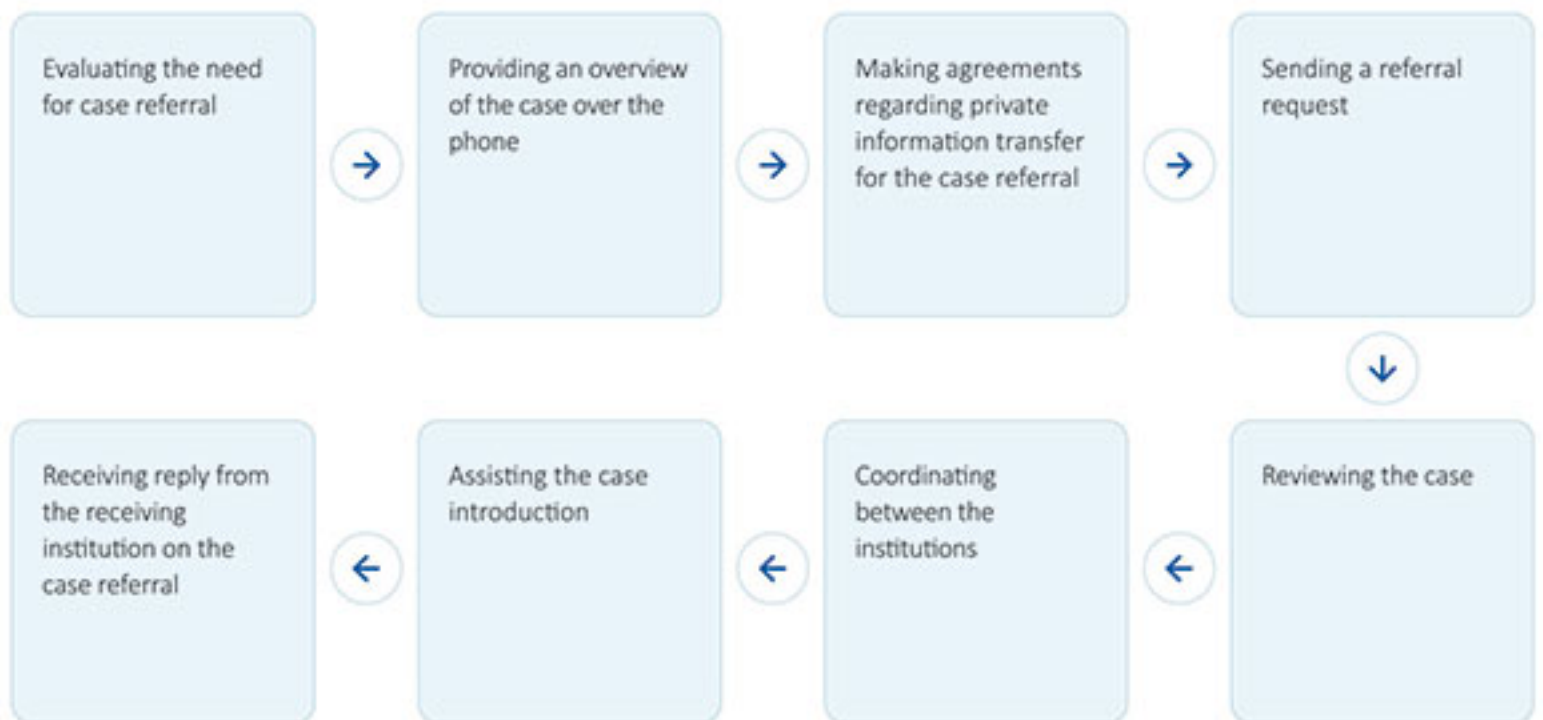 Evaluating the need
for case referral
Providing an overview
of the case over the
phone
Making agreements
regarding private
information transfer
for the case referral
Sending a referral
request
Reviewing the case
Coordinating
between the
institutions
Assisting the case
introduction
Receiving reply from
the receiving
institution on the
case referral